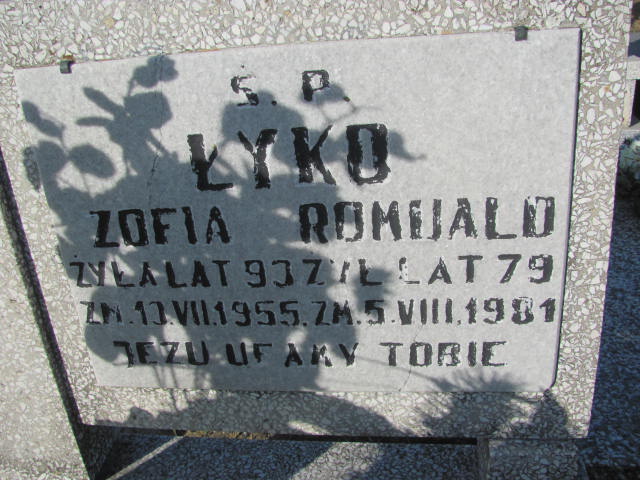 Ś. P.
ŁYKO
ZOFIA ROMUALD
ŻYŁA LAT 93 ŻYŁ LAT 79
ZM. 13.VII.1955. ZM. 5.VIII.1981
JEZU UFAMY TOBIE